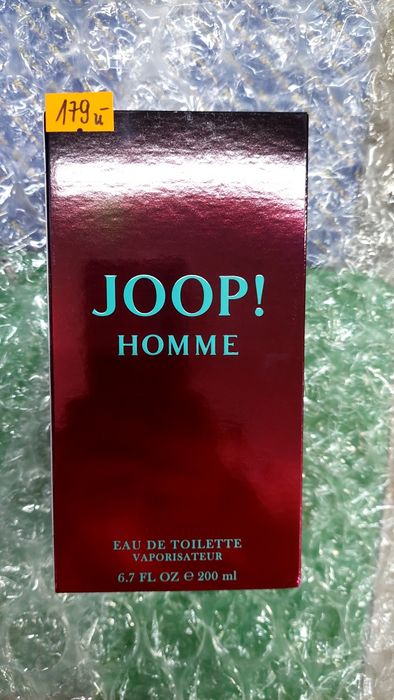 179,-
JOOP!
HOMME
EAU DE TOILETTE
VAPORISATEUR
6.7 FL OZ ℮ 200 ml